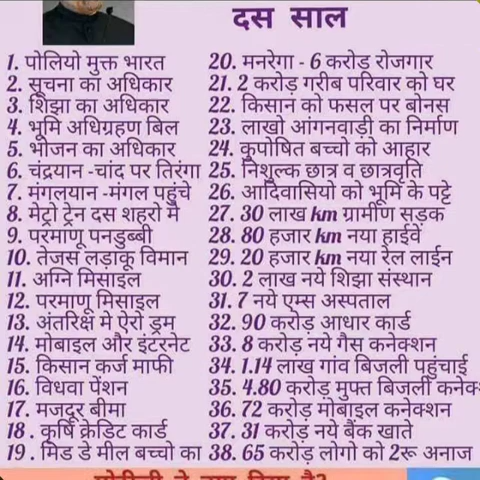 दस साल
1. पोलियो मुक्त भारत
2. सूचना का अधिकार
3. शिझा का अधिकार
4. भूमि अधिग्रहण बिल
5. भोजन का अधिकार
6. चंद्रयान -चांद पर तिरंगा
7. मंगलयान -मंगल पहुंचे
8. मेट्रो ट्रेन दस शहरो मे
9. परमाणू पनडुब्बी
10. तेजस लड़ाकू विमान
11. अग्नि मिसाइल
12. परमाणू मिसाइल
13. अंतरिक्ष मे ऐरो ड्रम
14. मोबाइल और इंटरनेट
15. किसान कर्ज माफी
16. विधवा पेंशन
17. मजदूर बीमा
18 . कृषि क्रेडिट कार्ड
19 . मिड डे मील बच्चो का
20. मनरेगा - 6 करोड़ रोजगार
21. 2 करोड़ गरीब परिवार को घर
22. किसान को फसल पर बोनस
23. लाखो आंगनवाड़ी का निर्माण
24. कुपोषित बच्चो को आहार
25. निशुल्क छात्र व छात्रवृति
26. आदिवासियो को भूमि के पट्टे
27. 30 लाख km ग्रामीण सड़क
28. 80 हजार km नया हाईवे
29. 20 हजार km नया रेल लाईन
30. 2 लाख नये शिझा संस्थान
31. 7 नये एम्स अस्पताल
32. 90 करोड़ आधार कार्ड
33. 8 करोड़ नये गैस कनेक्शन
34. 1.14 लाख गांव बिजली पहुंचाई
35. 4.80 करोड़ मुफ्त बिजली कनेक
36. 72 करोड़ मोबाइल कनेक्शन
37. 31 करोड़ नये बैंक खाते
38. 65 करोड़ लोगो को 2रू अनाज